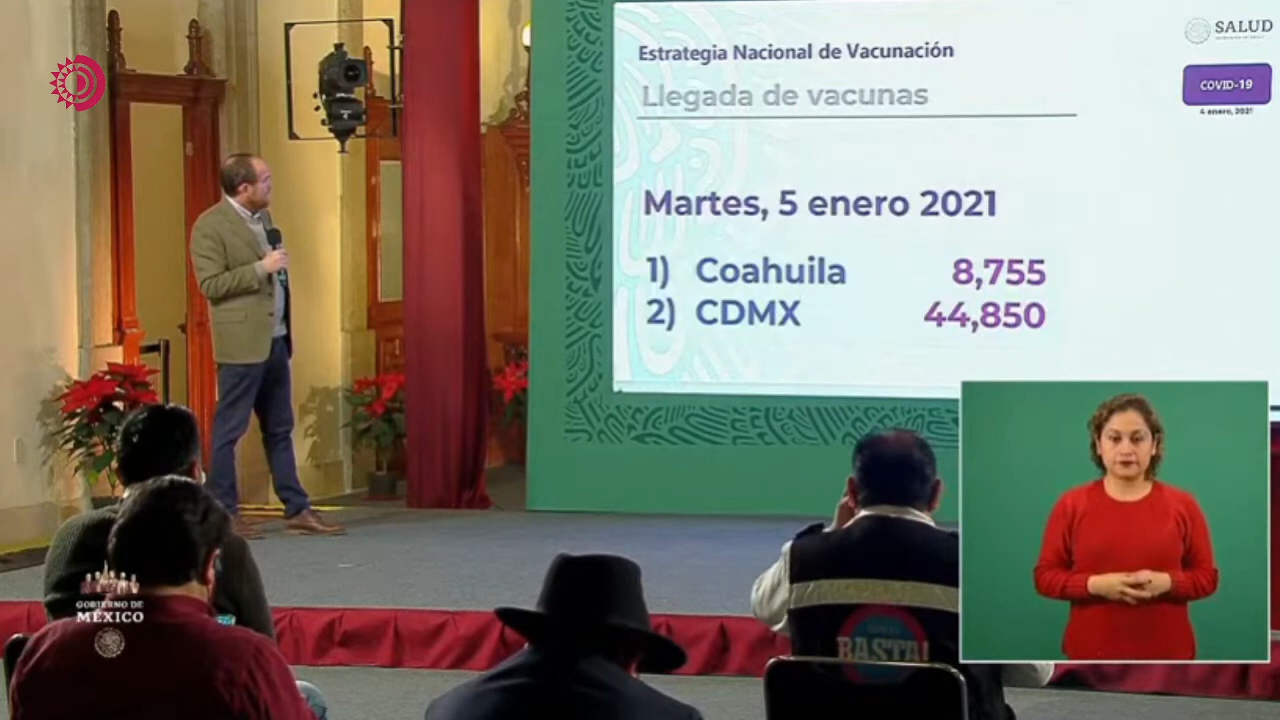 Estrategia Nacional de Vacunación
SALUD
Llegada de vacunas
COVID-19
4 enero, 2021
Martes, 5 enero 2021
1) Coahuila 8,755
2) CDMX 44,850
GOBIERNO DE
MÉXICO
BASTA!